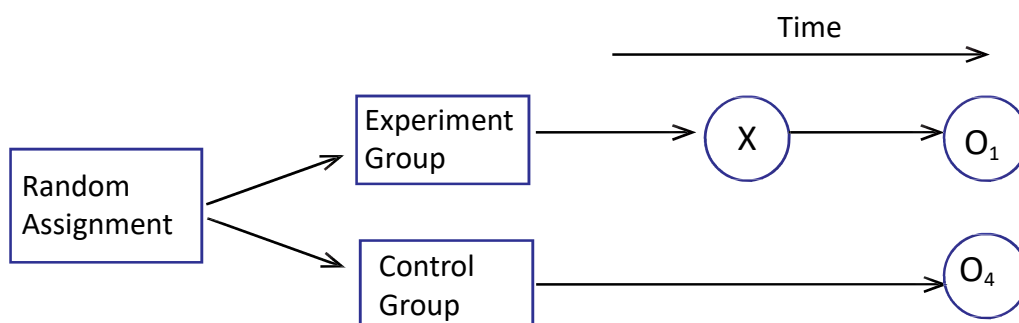 Time
Experiment
Group
X
O₁
Random
Assignment
Control
Group
O₄